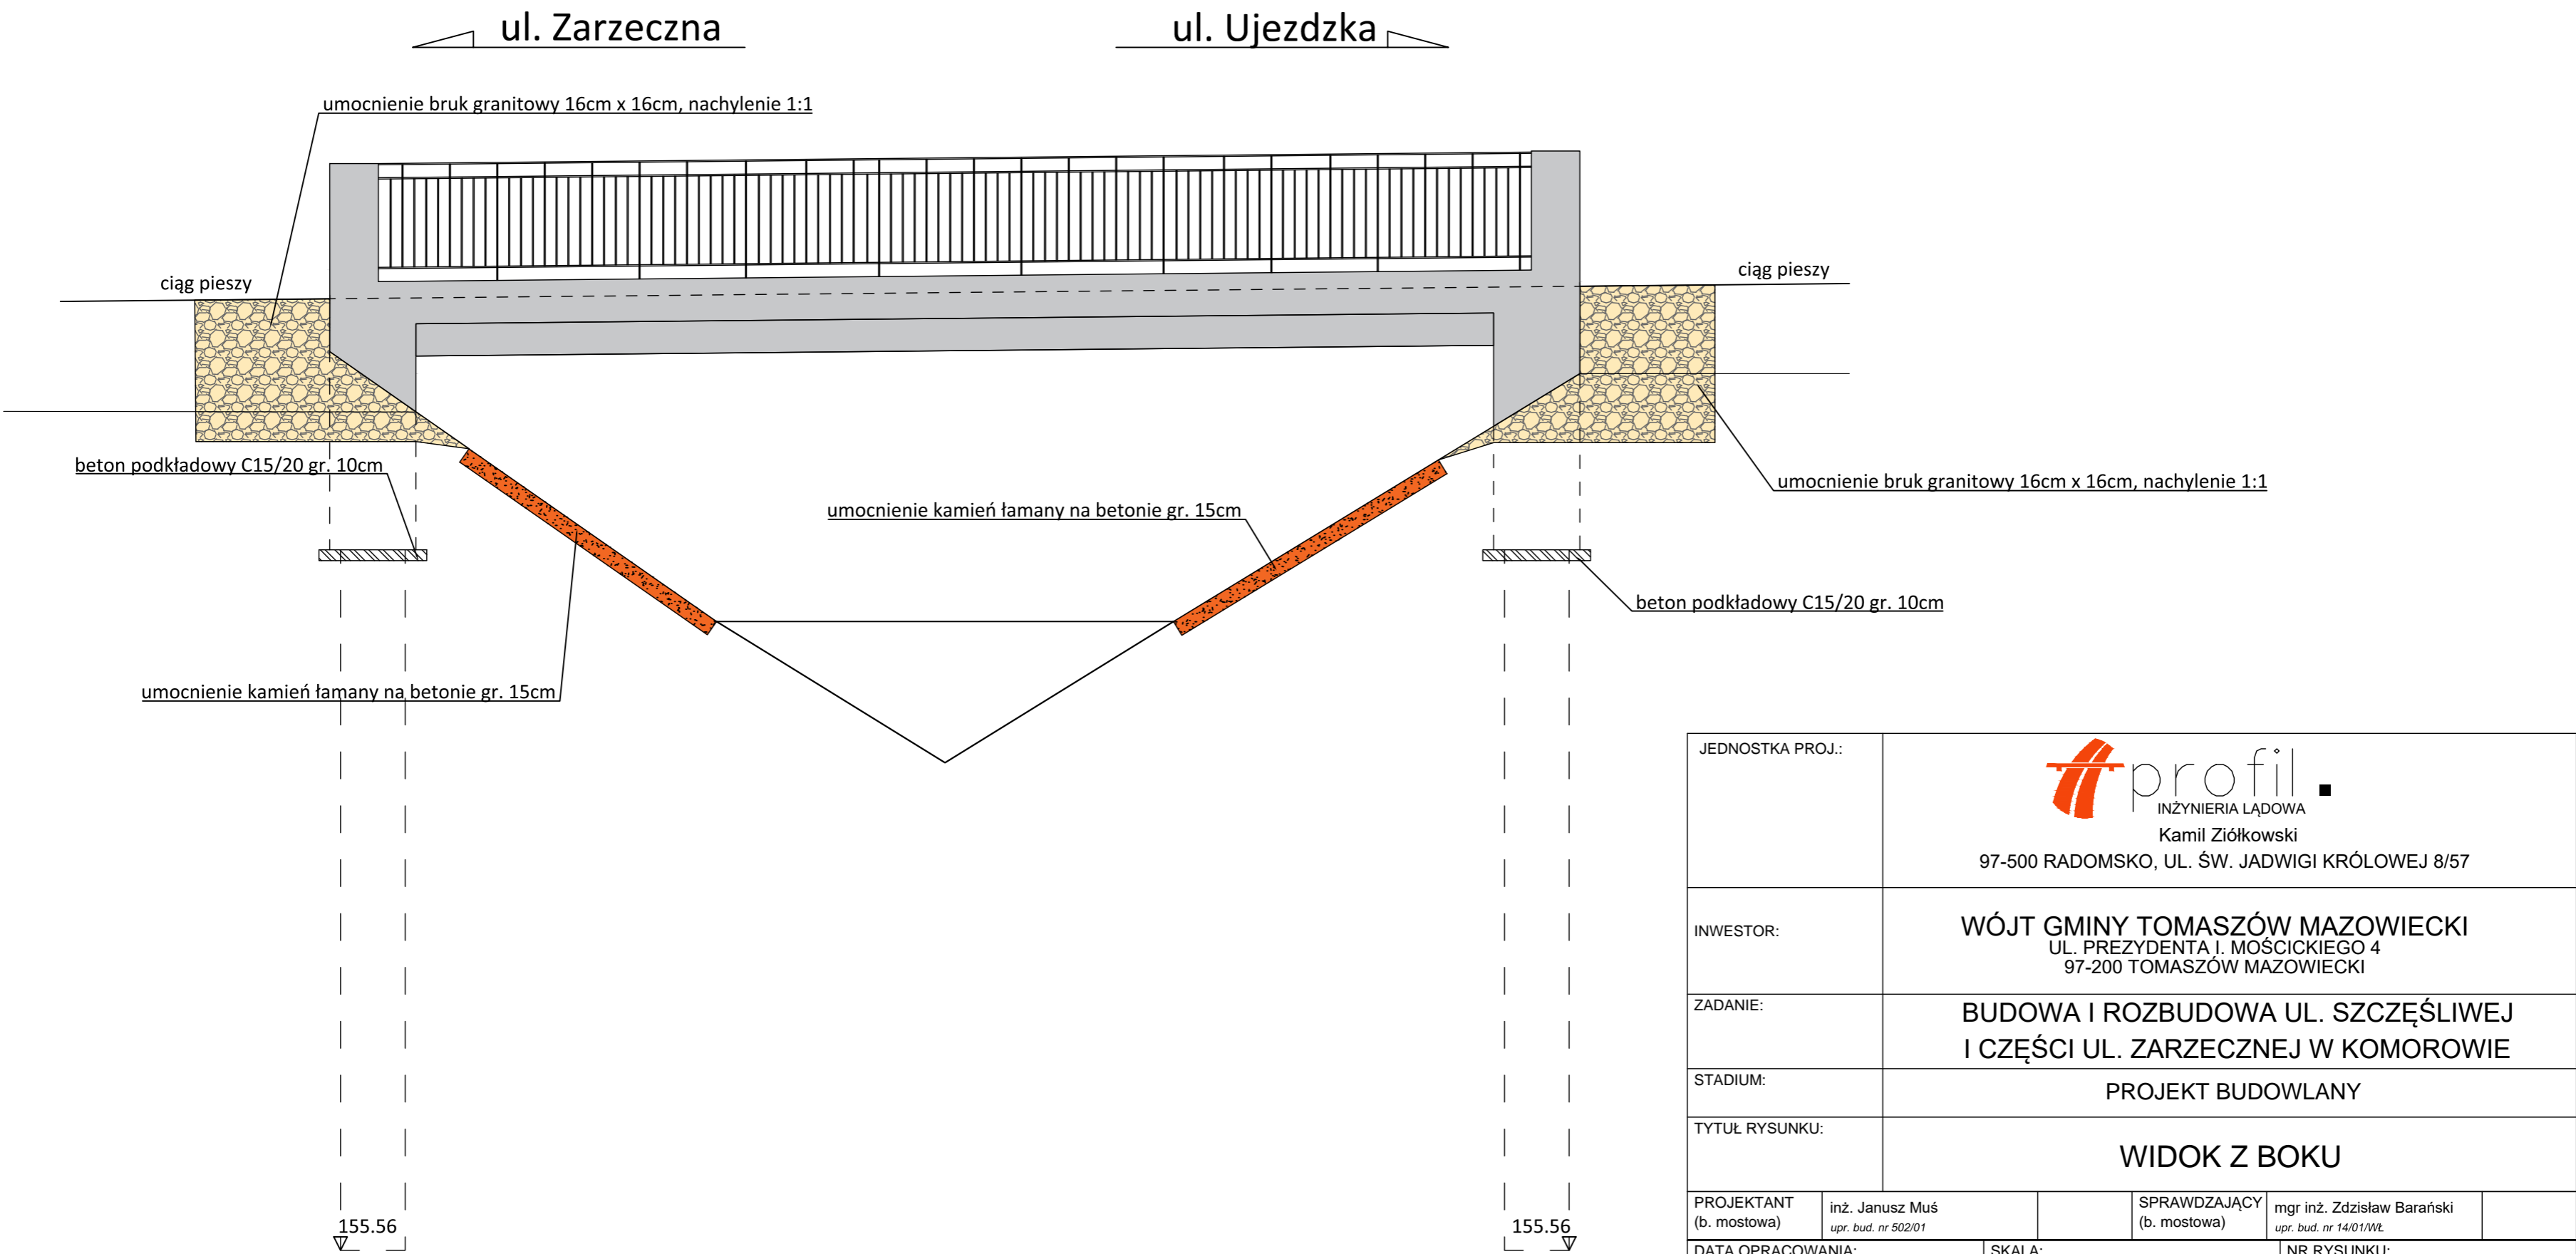 ul. Zarzeczna
ul. Ujezdzka
umocnienie bruk granitowy 16cm x 16cm, nachylenie 1:1
ciąg pieszy
ciąg pieszy
beton podkładowy C15/20 gr. 10cm
umocnienie kamień łamany na betonie gr. 15cm
umocnienie bruk granitowy 16cm x 16cm, nachylenie 1:1
beton podkładowy C15/20 gr. 10cm
umocnienie kamień łamany na betonie gr. 15cm
155.56
155.56
JEDNOSTKA PROJ.:
profil.
INŻYNIERIA LĄDOWA
Kamil Ziółkowski
97-500 RADOMSKO, UL. ŚW. JADWIGI KRÓLOWEJ 8/57
INWESTOR:
WÓJT GMINY TOMASZÓW MAZOWIECKI
UL. PREZYDENTA I. MOŚCICKIEGO 4
97-200 TOMASZÓW MAZOWIECKI
ZADANIE:
BUDOWA I ROZBUDOWA UL. SZCZĘŚLIWEJ
I CZĘŚCI UL. ZARZECZNEJ W KOMOROWIE
STADIUM:
PROJEKT BUDOWLANY
TYTUŁ RYSUNKU:
WIDOK Z BOKU
PROJEKTANT
(b. mostowa)
inż. Janusz Muś
upr. bud. nr 502/01
SPRAWDZAJĄCY
(b. mostowa)
mgr inż. Zdzisław Barański
upr. bud. nr 14/01/WŁ
DATA OPRACOWANIA:
SKALA:
NR RYSUNKU: